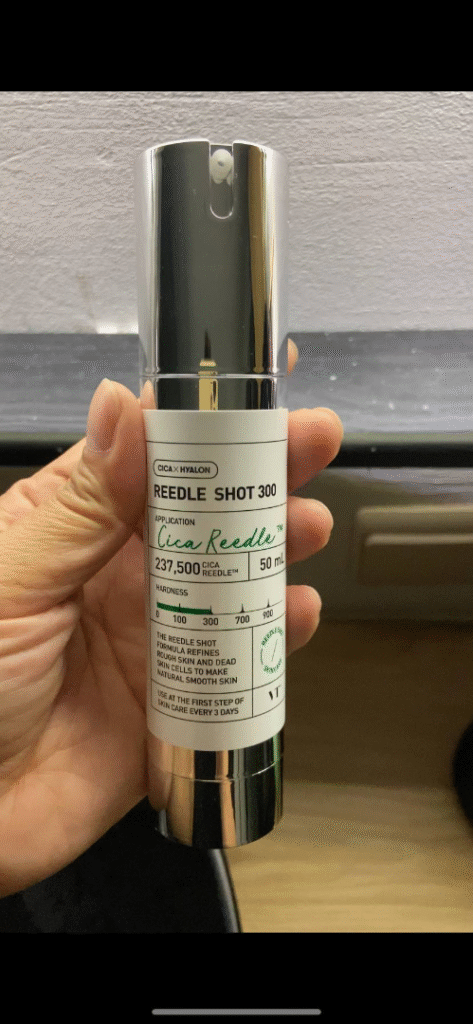 CICA × HYALON
REEDLE SHOT 300
APPLICATION
Cica Reedle™
237,500 CICA REEDLE™ 50 mL
HARDNESS
0 100 300 700 900
THE REEDLE SHOT
FORMULA REFINES
ROUGH SKIN AND DEAD
SKIN CELLS TO MAKE
NATURAL SMOOTH SKIN
USE AT THE FIRST STEP OF
SKIN CARE EVERY 3 DAYS
VT